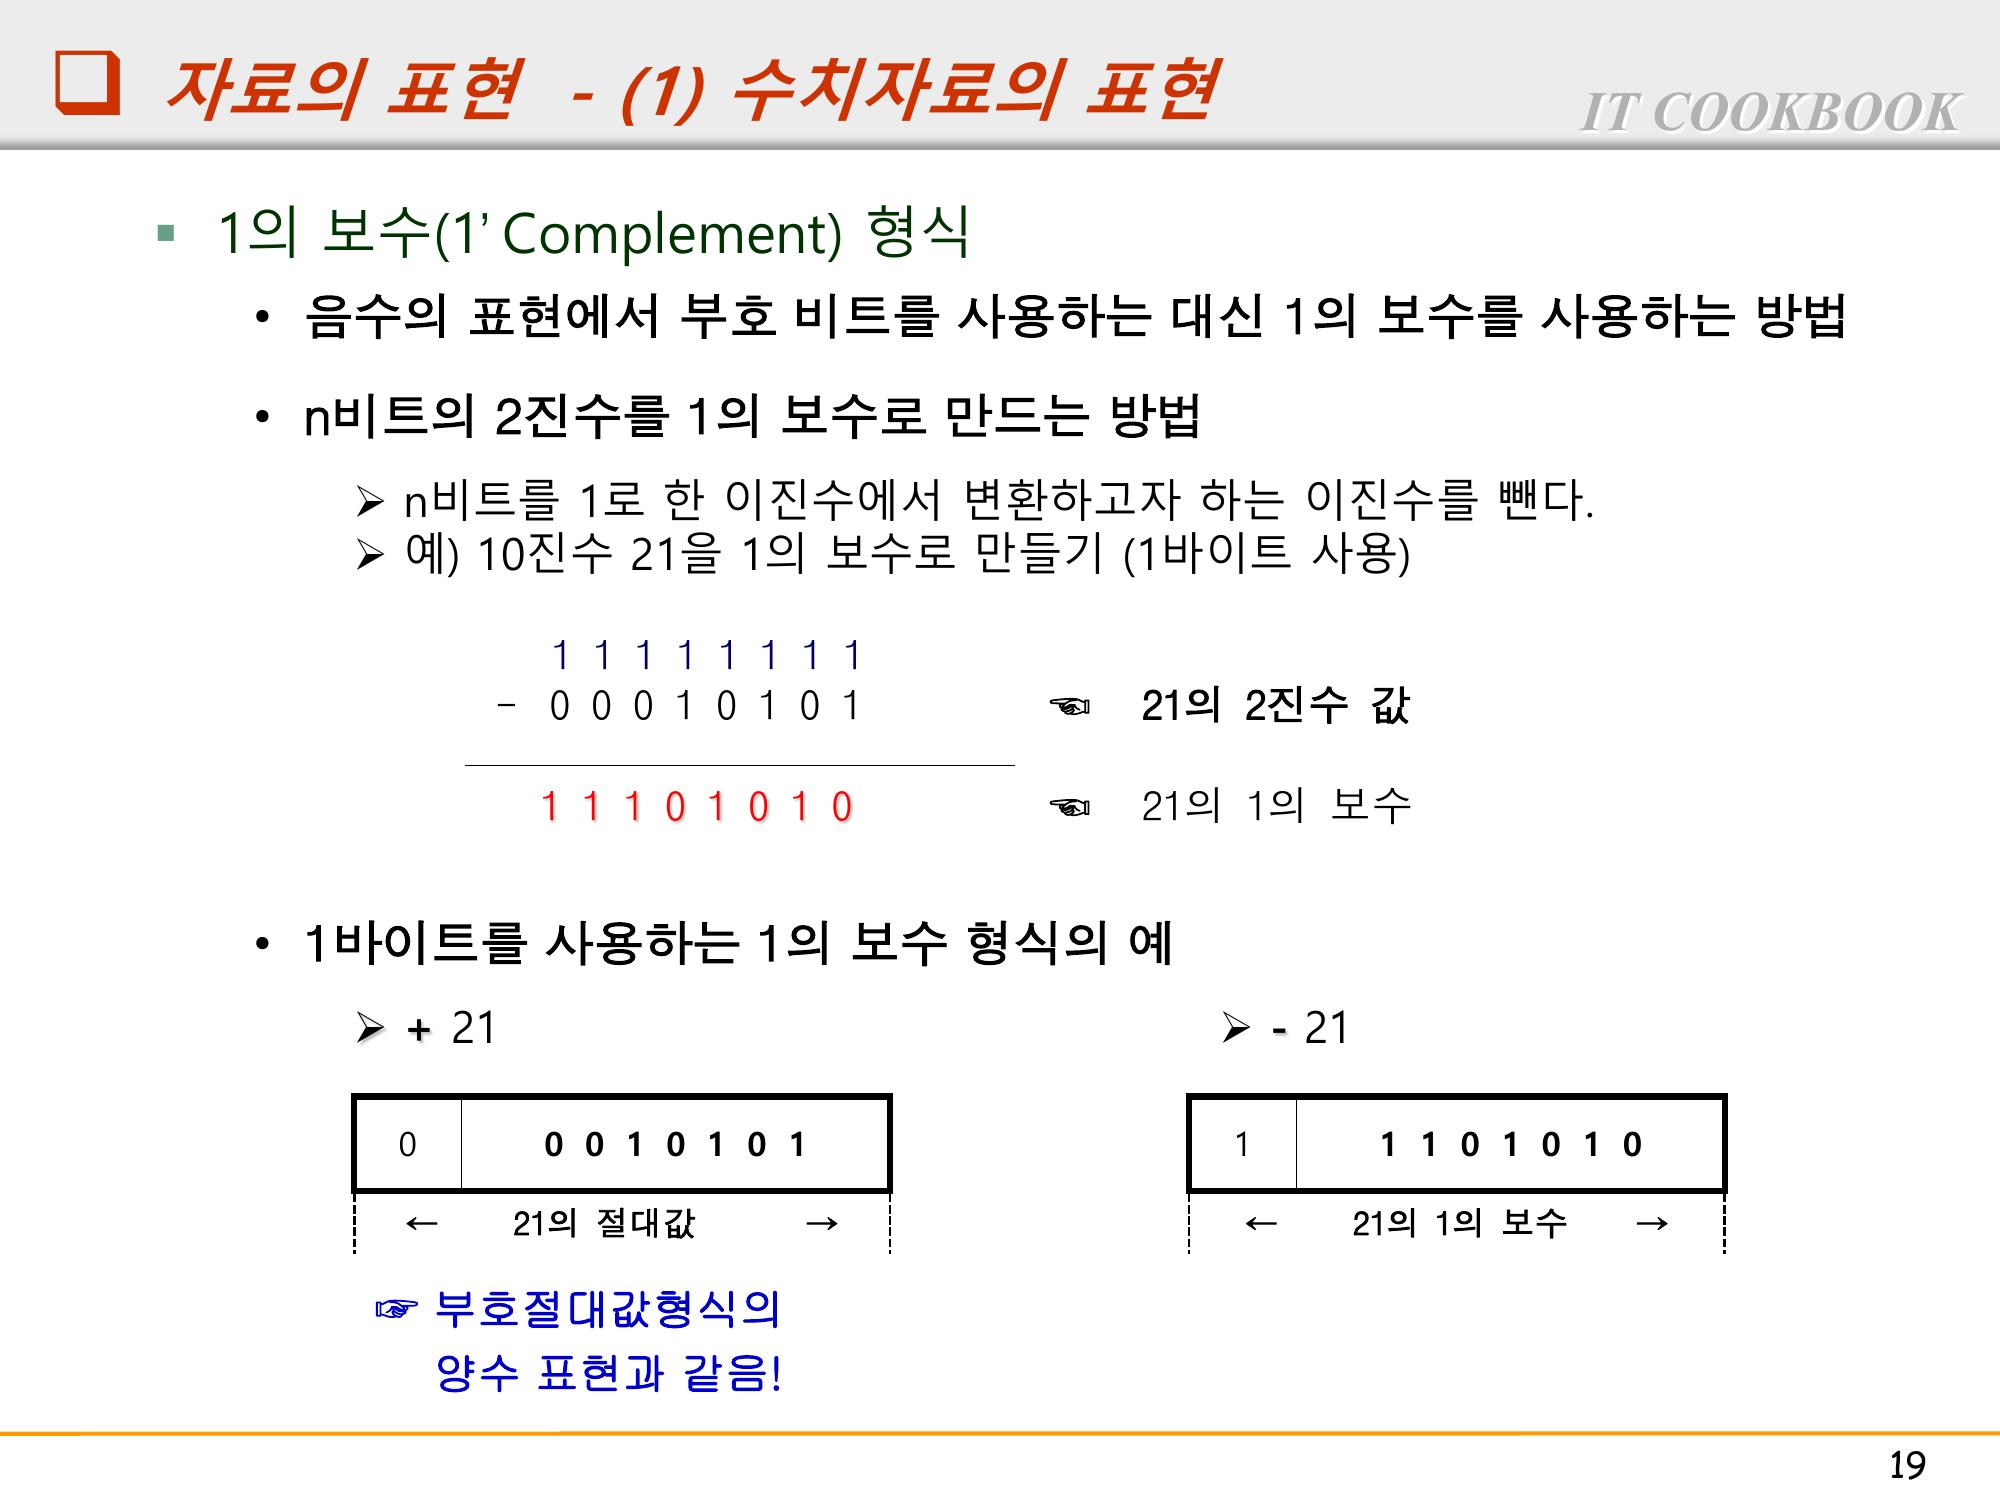 ❑ 자료의 표현 - (1) 수치자료의 표현
IT COOKBOOK
▪ 1의 보수(1’ Complement) 형식
• 음수의 표현에서 부호 비트를 사용하는 대신 1의 보수를 사용하는 방법
• n비트의 2진수를 1의 보수로 만드는 방법
➢ n비트를 1로 한 이진수에서 변환하고자 하는 이진수를 뺀다.
➢ 예) 10진수 21을 1의 보수로 만들기 (1바이트 사용)
1 1 1 1 1 1 1 1
- 0 0 0 1 0 1 0 1 ☜ 21의 2진수 값
1 1 1 0 1 0 1 0 ☜ 21의 1의 보수
• 1바이트를 사용하는 1의 보수 형식의 예
➢ + 21 ➢ - 21
0 0 0 1 0 1 0 1 1 1 1 0 1 0 1 0
← 21의 절대값 → ← 21의 1의 보수 →
☞ 부호절대값형식의
양수 표현과 같음!
19